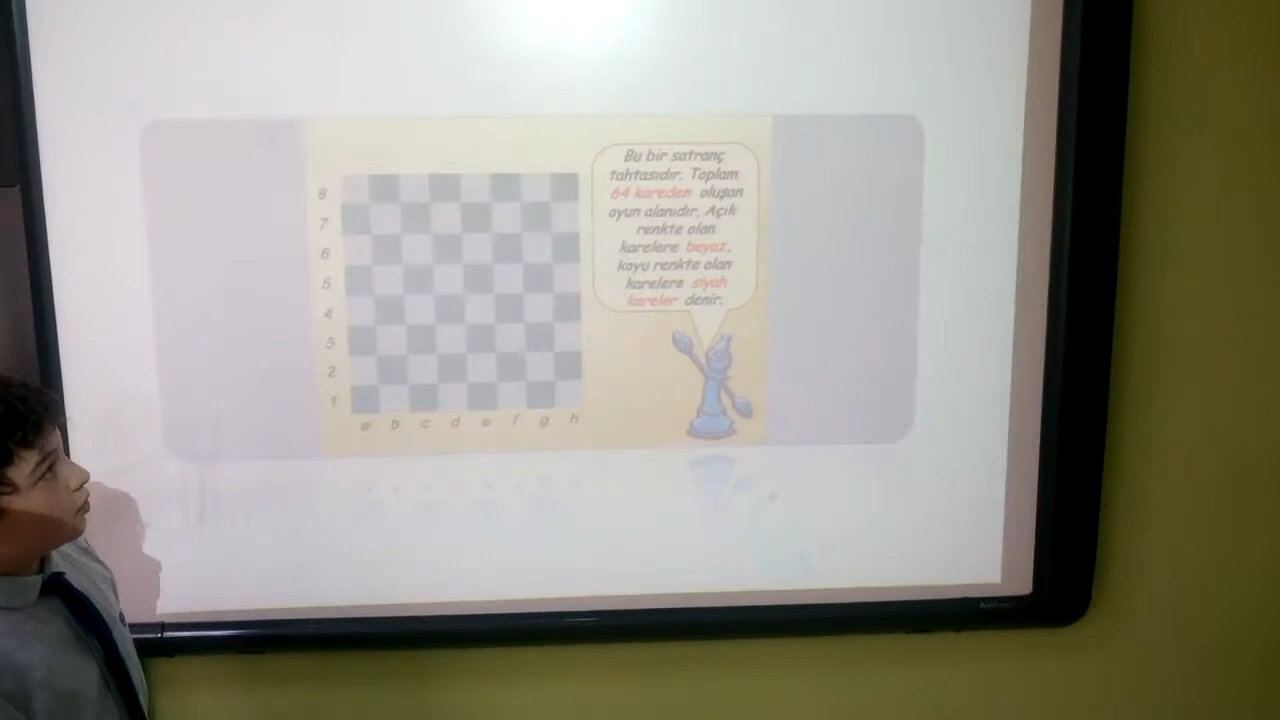 Bu bir satranç
tahtasıdır. Toplam
64 kareden oluşan
oyun alanıdır. Açık
renkte olan
karelere beyaz,
koyu renkte olan
karelere siyah
kareler denir.
8
7
6
5
4
3
2
1
a b c d e f g h